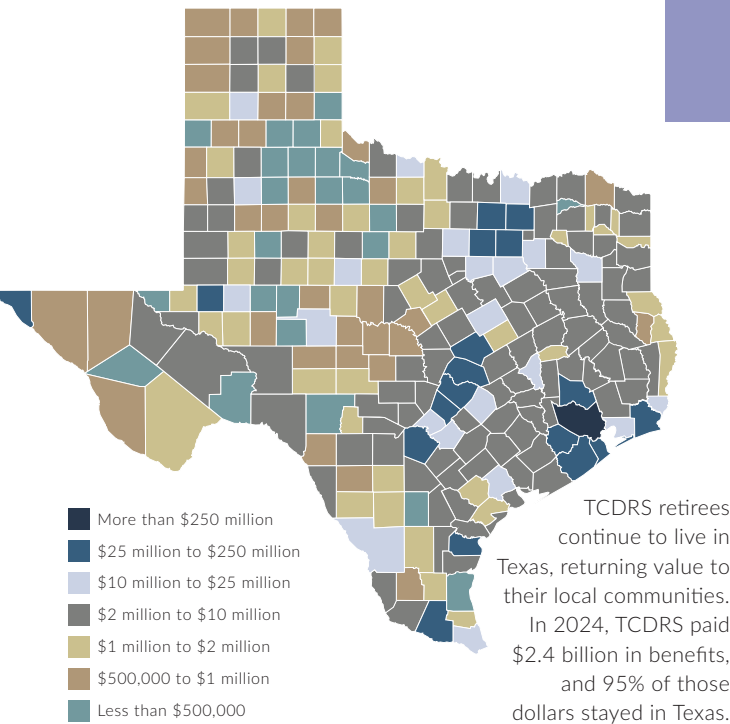 More than $250 million
$25 million to $250 million
$10 million to $25 million
$2 million to $10 million
$1 million to $2 million
$500,000 to $1 million
Less than $500,000
TCDRS retirees
continue to live in
Texas, returning value to
their local communities.
In 2024, TCDRS paid
$2.4 billion in benefits,
and 95% of those
dollars stayed in Texas.